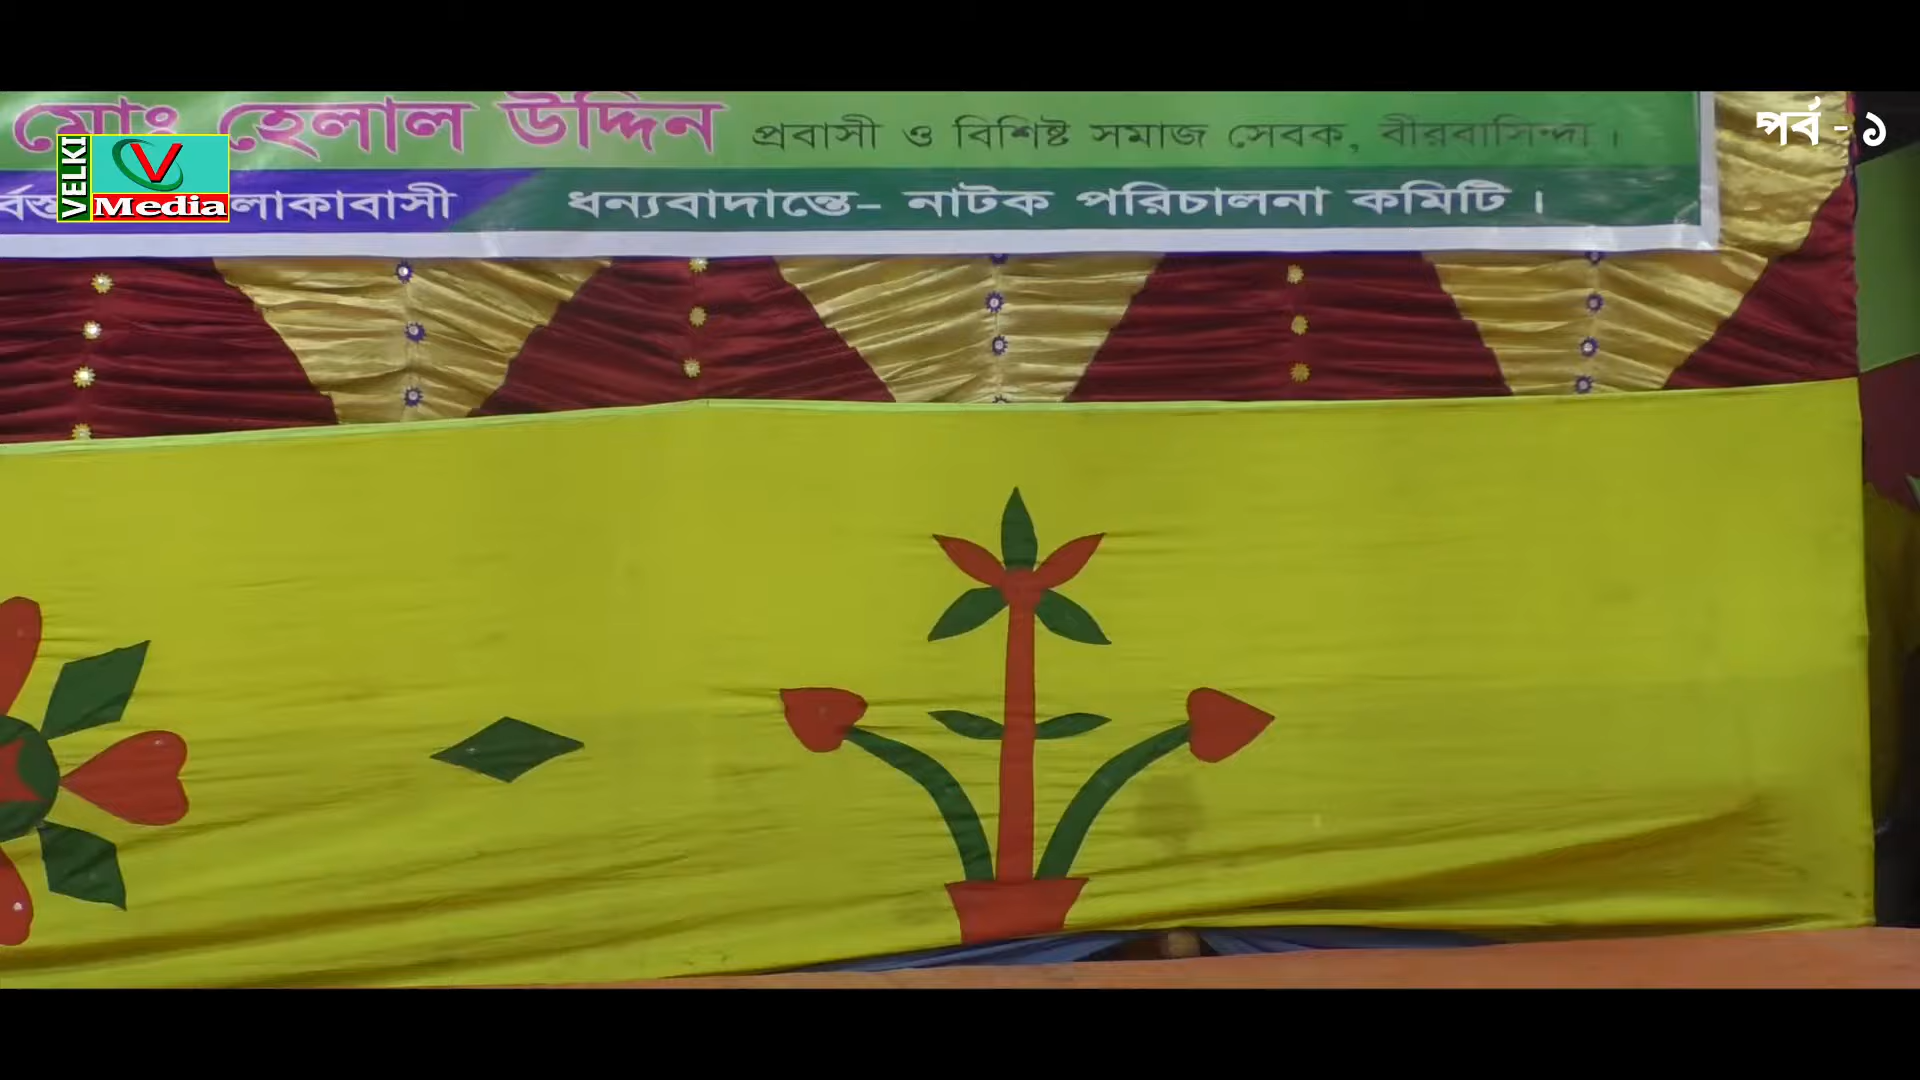 মোঃ হেলাল উদ্দিন প্রবাসী ও বিশিষ্ট সমাজ সেবক, বীরবাসিন্দা।
ধন্যবাদান্তে- নাটক পরিচালনা কমিটি।
পর্ব - ১
VELKI
V
Media